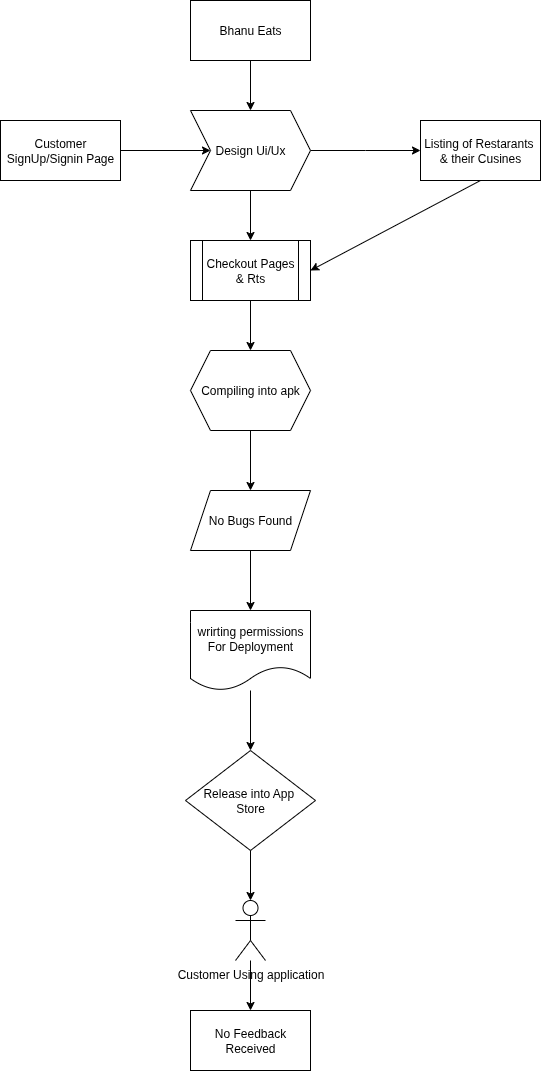 Bhanu Eats
Customer
SignUp/Signin Page
Design Ui/Ux
Listing of Restarants
& their Cusines
Checkout Pages
& Rts
Compiling into apk
No Bugs Found
wrirting permissions
For Deployment
Release into App
Store
Customer Using application
No Feedback
Received